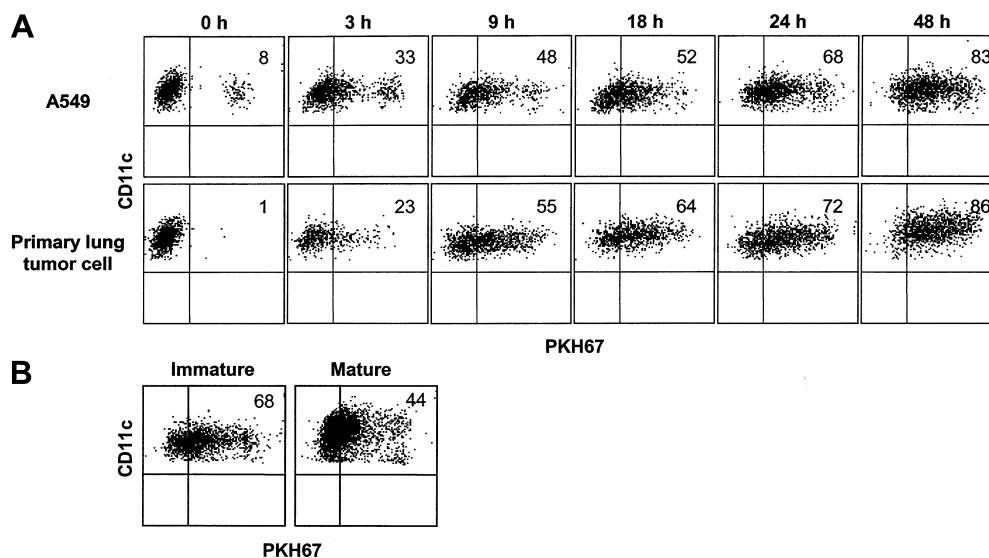 A
0 h 3 h 9 h 18 h 24 h 48 h
A549
8 33 48 52 68 83
CD11c
Primary lung
tumor cell
1 23 55 64 72 86
PKH67
B
Immature Mature
68 44
CD11c
PKH67